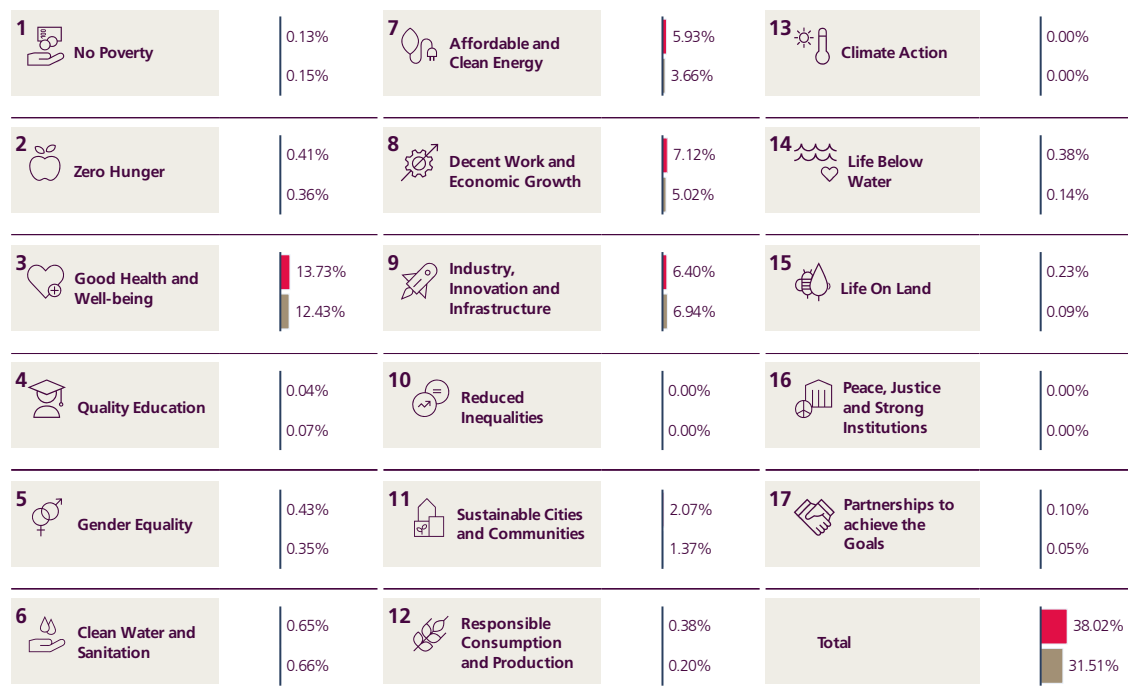 1
No Poverty
0.13%
0.15%
2
Zero Hunger
0.41%
0.36%
3
Good Health and
Well-being
13.73%
12.43%
4
Quality Education
0.04%
0.07%
5
Gender Equality
0.43%
0.35%
6
Clean Water and
Sanitation
0.65%
0.66%
7
Affordable and
Clean Energy
5.93%
3.66%
8
Decent Work and
Economic Growth
7.12%
5.02%
9
Industry,
Innovation and
Infrastructure
6.40%
6.94%
10
Reduced
Inequalities
0.00%
0.00%
11
Sustainable Cities
and Communities
2.07%
1.37%
12
Responsible
Consumption
and Production
0.38%
0.20%
13
Climate Action
0.00%
0.00%
14
Life Below
Water
0.38%
0.14%
15
Life On Land
0.23%
0.09%
16
Peace, Justice
and Strong
Institutions
0.00%
0.00%
17
Partnerships to
achieve the
Goals
0.10%
0.05%
Total
38.02%
31.51%